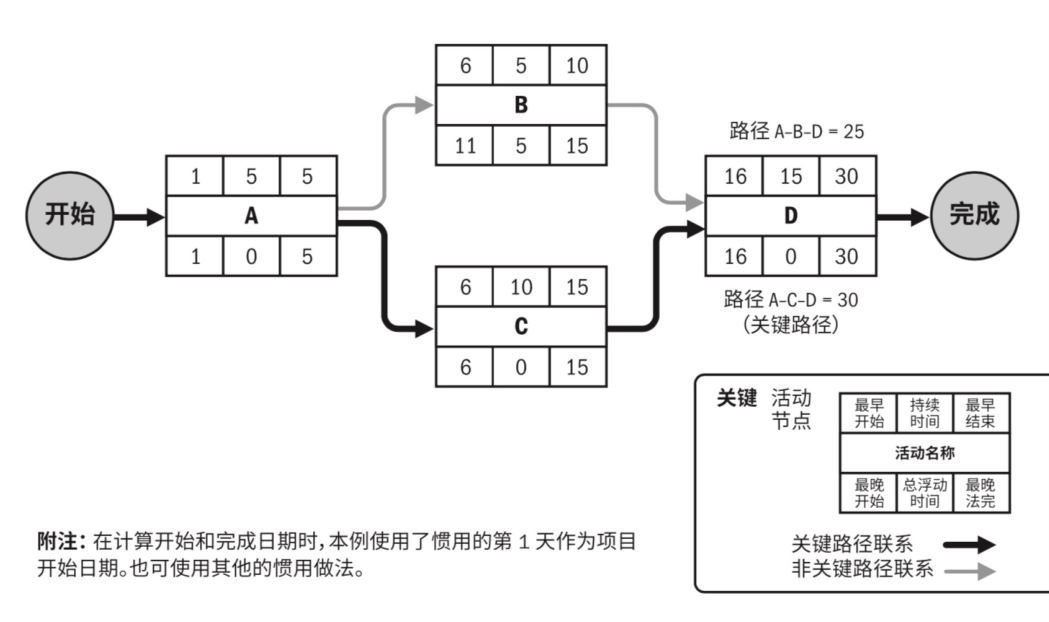 6 5 10
B
11 5 15
路径 A-B-D = 25
1 5 5
A
1 0 5
16 15 30
D
16 0 30
开始
完成
6 10 15
C
6 0 15
路径 A-C-D = 30
（关键路径）
关键 活动
节点
最早
开始
持续
时间
最早
结束
活动名称
最晚
开始
总浮动
时间
最晚
法完
附注：在计算开始和完成日期时，本例使用了惯用的第 1 天作为项目
开始日期。也可使用其他的惯用做法。
关键路径联系
非关键路径联系